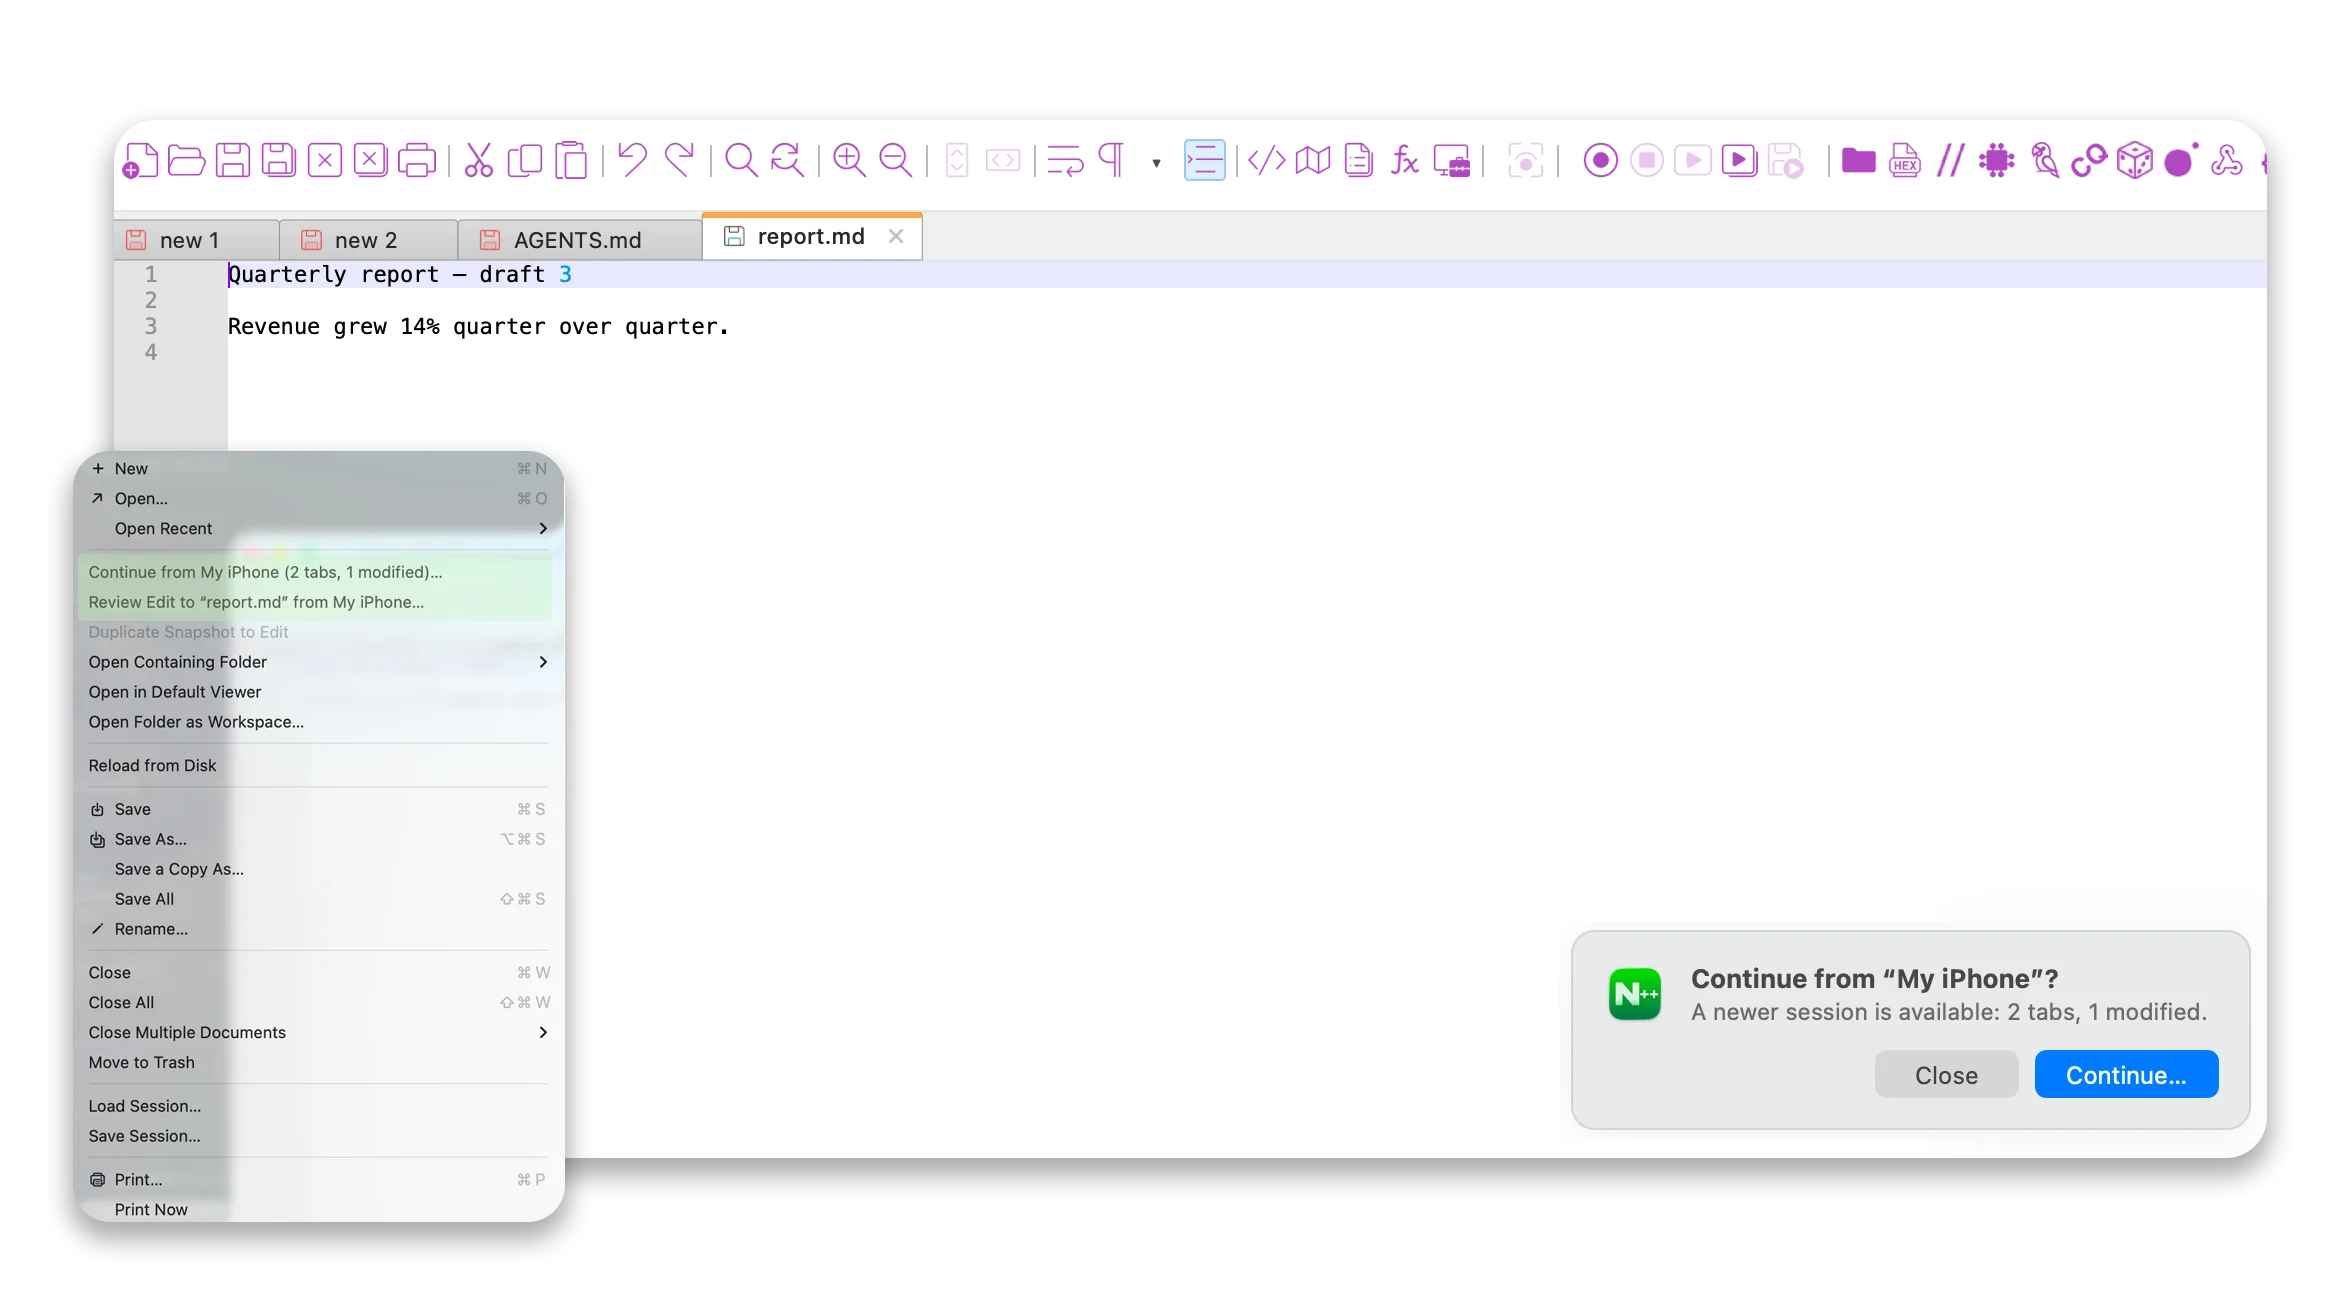 HEX
new 1
new 2
AGENTS.md
report.md
1 Quarterly report – draft 3
2
3 Revenue grew 14% quarter over quarter.
4
New ⌘ N
Open... ⌘ O
Open Recent
Continue from My iPhone (2 tabs, 1 modified)...
Review Edit to “report.md” from My iPhone...
Duplicate Snapshot to Edit
Open Containing Folder
Open in Default Viewer
Open Folder as Workspace...
Reload from Disk
Save ⌘ S
Save As... ⌥ ⌘ S
Save a Copy As...
Save All ⇧ ⌘ S
Rename...
Close ⌘ W
Close All ⇧ ⌘ W
Close Multiple Documents
Move to Trash
Load Session...
Save Session...
Print... ⌘ P
Print Now
N++
Continue from “My iPhone”?
A newer session is available: 2 tabs, 1 modified.
Close
Continue...